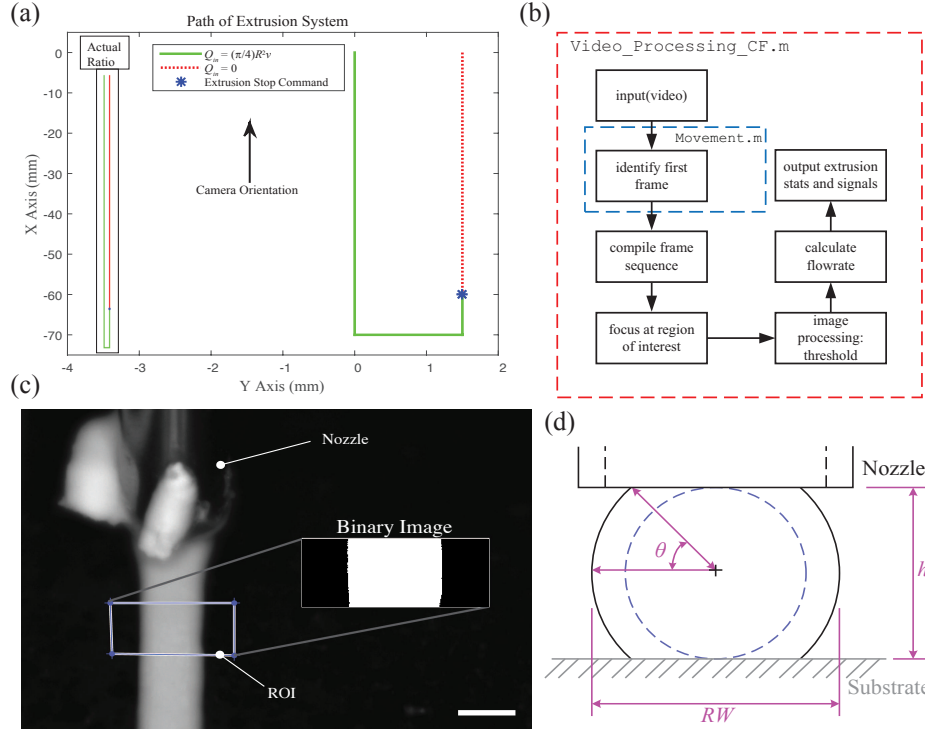 (a)
Path of Extrusion System
Actual
Ratio
Q_in = (π/4)R²v
Q_in = 0
Extrusion Stop Command
0
-10
-20
-30
-40
-50
-60
-70
X Axis (mm)
Camera Orientation
-4
-3
-2
-1
0
1
2
Y Axis (mm)
(b)
Video_Processing_CF.m
input(video)
Movement.m
identify first
frame
compile frame
sequence
focus at region
of interest
image
processing:
threshold
calculate
flowrate
output extrusion
stats and signals
(c)
Nozzle
Binary Image
ROI
(d)
Nozzle
θ
h
Substrate
RW